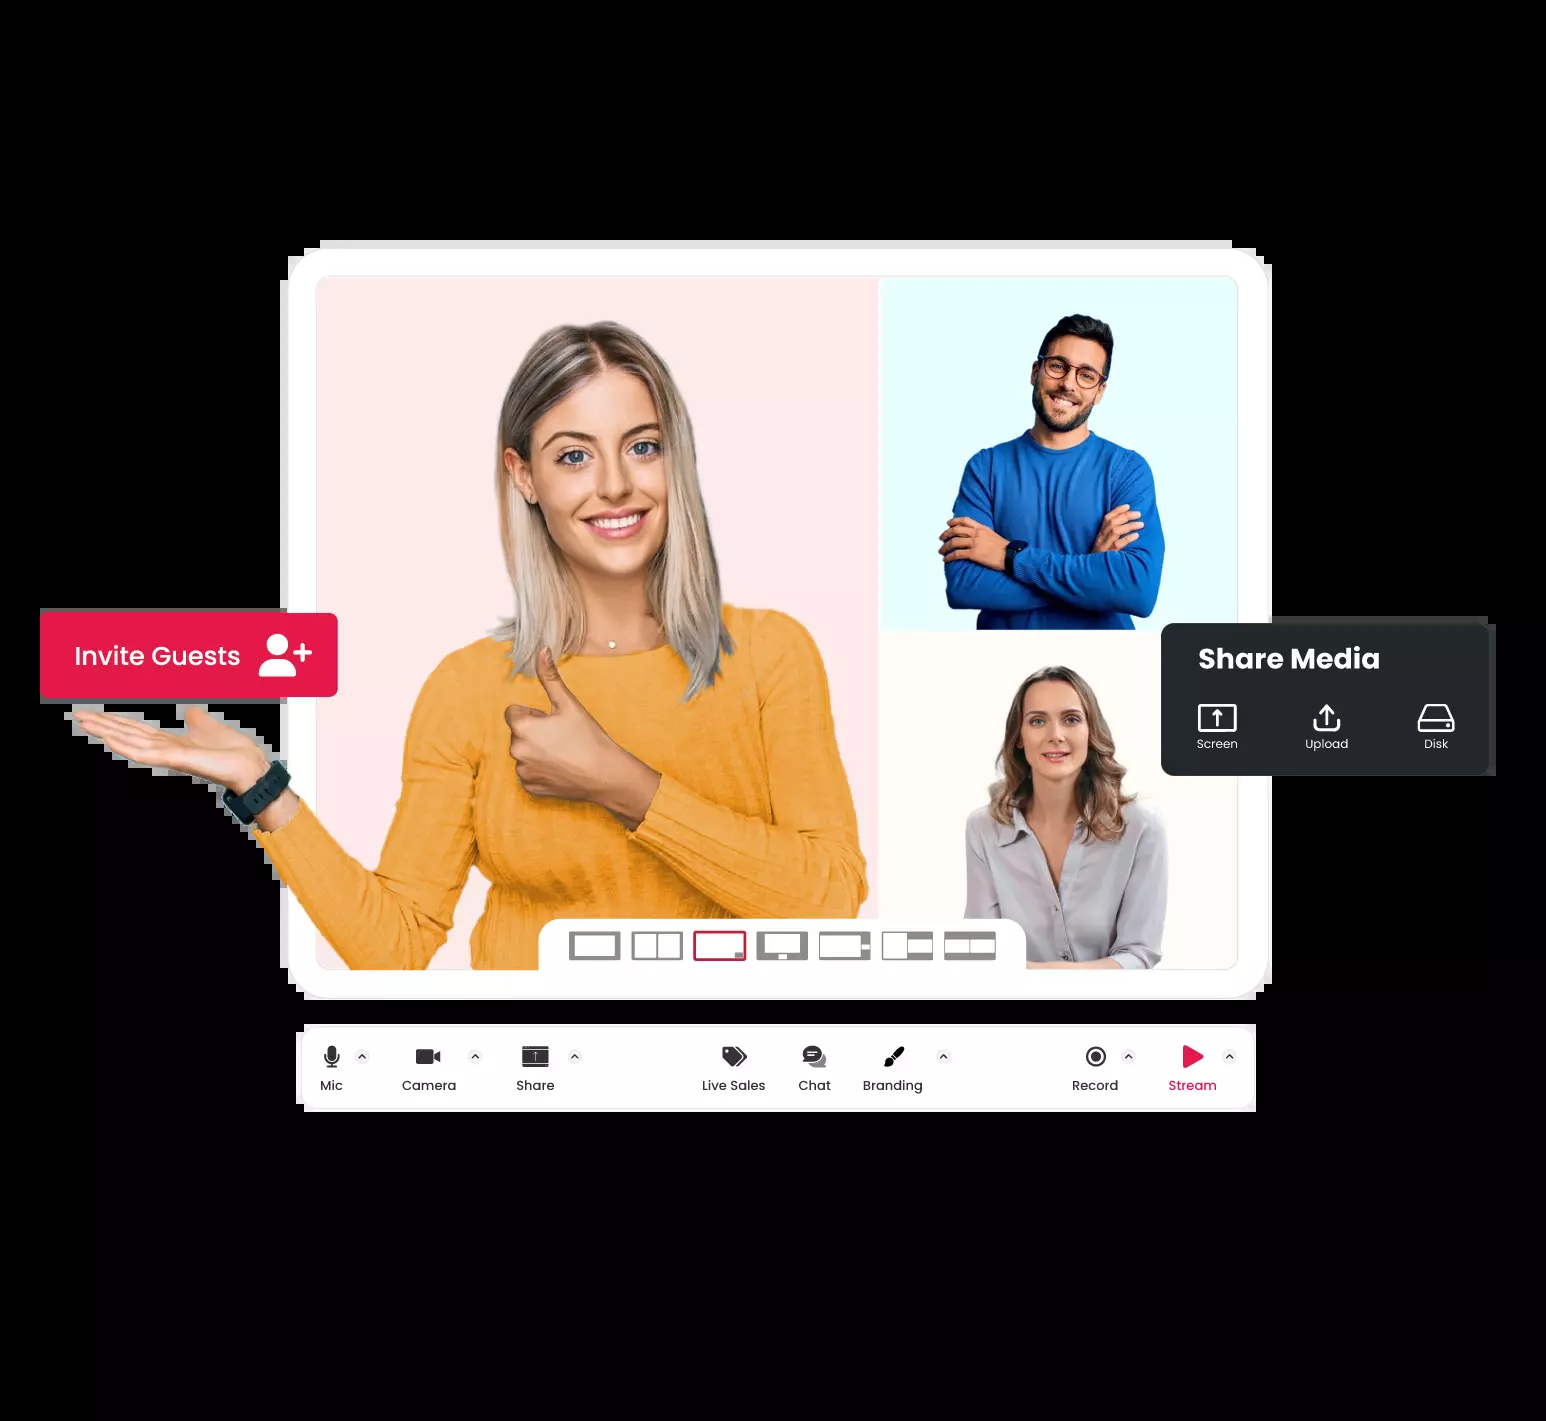 Invite Guests
Share Media
Screen
Upload
Disk
Mic
Camera
Share
Live Sales
Chat
Branding
Record
Stream